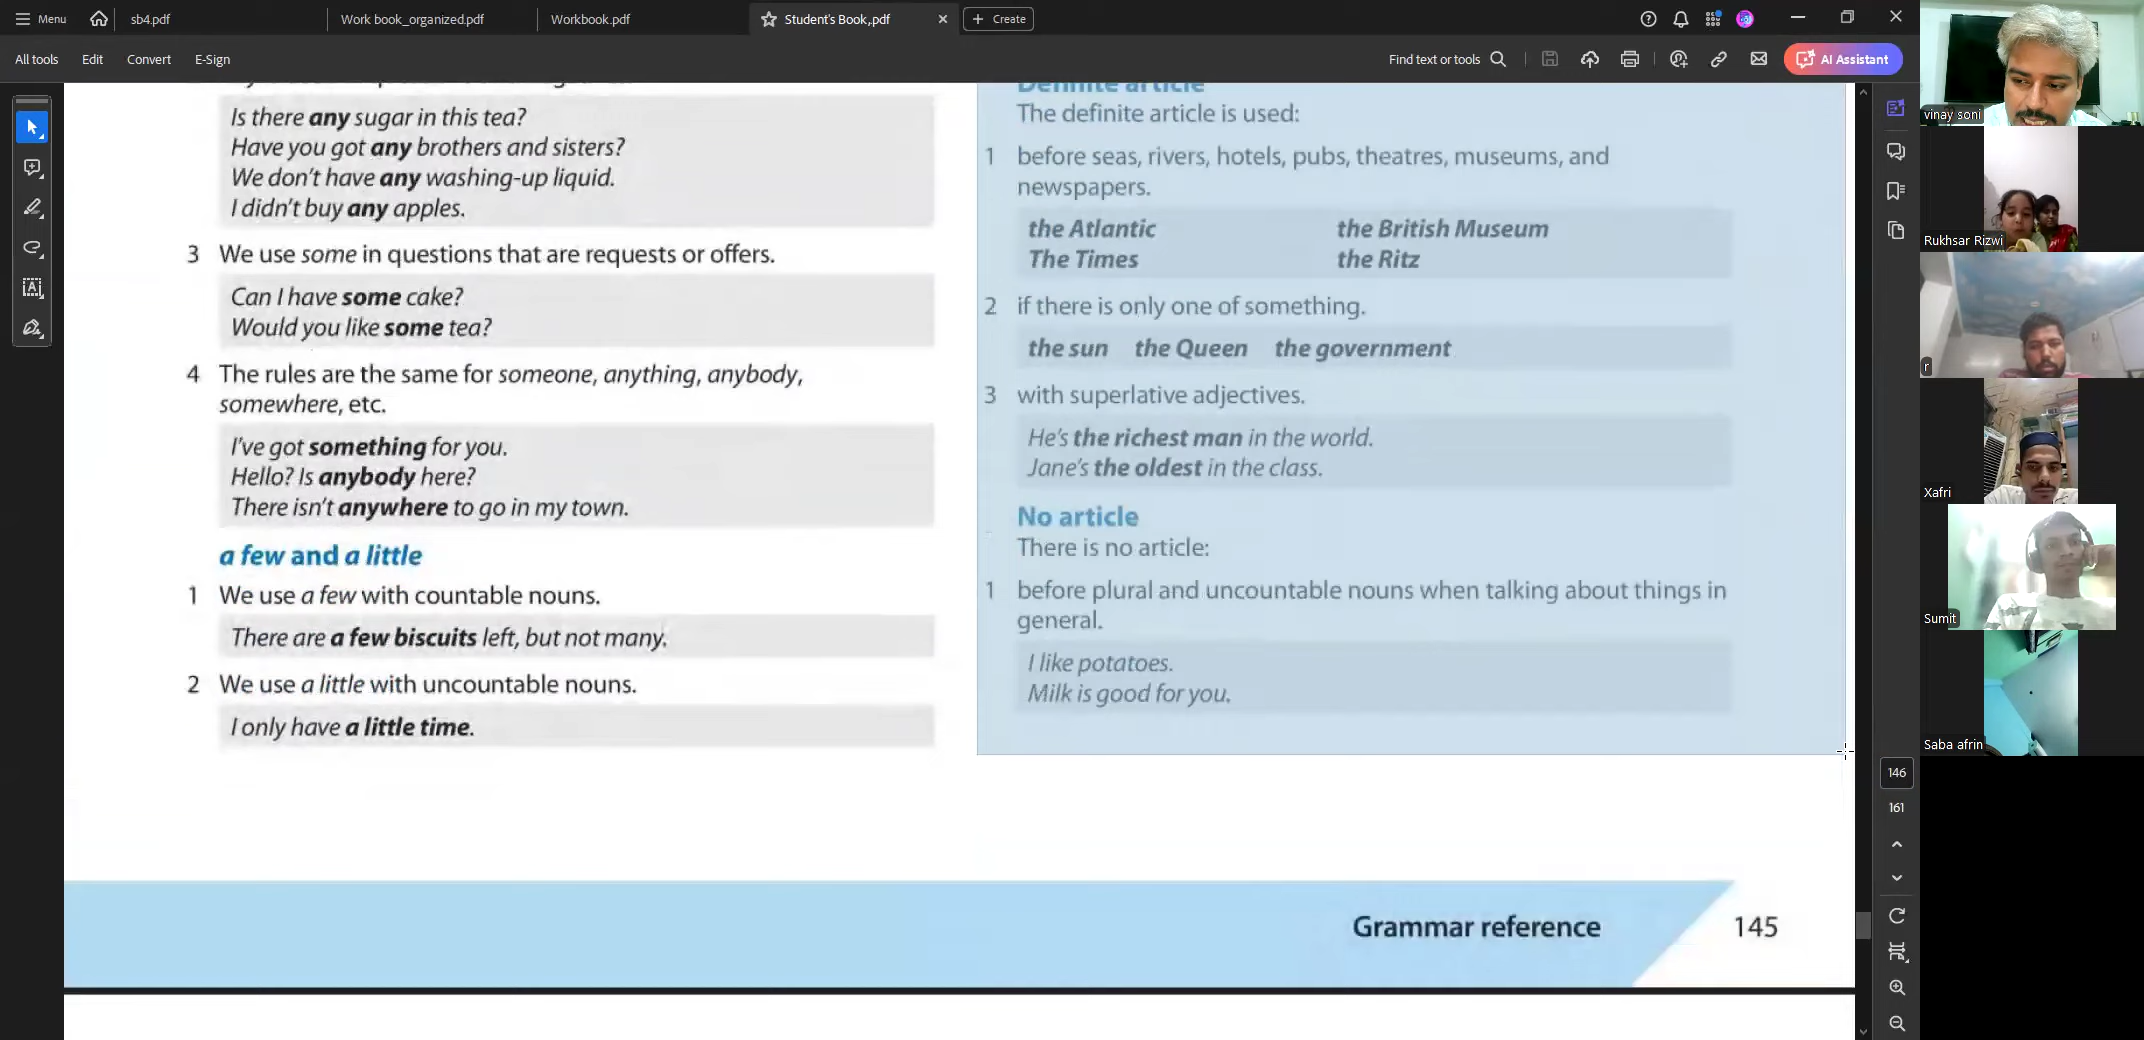 Menu
sb4.pdf
Work book_organized.pdf
Workbook.pdf
Student's Book,.pdf
Create
All tools
Edit
Convert
E-Sign
Find text or tools
AI Assistant
Is there any sugar in this tea?
Have you got any brothers and sisters?
We don't have any washing-up liquid.
I didn't buy any apples.
3 We use some in questions that are requests or offers.
Can I have some cake?
Would you like some tea?
4 The rules are the same for someone, anything, anybody,
somewhere, etc.
I've got something for you.
Hello? Is anybody here?
There isn't anywhere to go in my town.
a few and a little
1 We use a few with countable nouns.
There are a few biscuits left, but not many.
2 We use a little with uncountable nouns.
I only have a little time.
Definite article
The definite article is used:
1 before seas, rivers, hotels, pubs, theatres, museums, and
newspapers.
the Atlantic the British Museum
The Times the Ritz
2 if there is only one of something.
the sun the Queen the government
3 with superlative adjectives.
He's the richest man in the world.
Jane's the oldest in the class.
No article
There is no article:
1 before plural and uncountable nouns when talking about things in
general.
I like potatoes.
Milk is good for you.
Grammar reference 145
146
161
vinay soni
Rukhsar Rizwi
r
Xafri
Sumit
Saba afrin